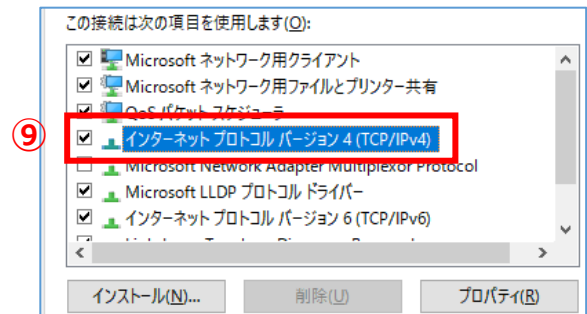 この接続は次の項目を使用します(O):
Microsoft ネットワーク用クライアント
Microsoft ネットワーク用ファイルとプリンター共有
QoS パケット スケジューラ
⑨ インターネット プロトコル バージョン 4 (TCP/IPv4)
Microsoft Network Adapter Multiplexor Protocol
Microsoft LLDP プロトコル ドライバー
インターネット プロトコル バージョン 6 (TCP/IPv6)
インストール(N)... 削除(U) プロパティ(R)